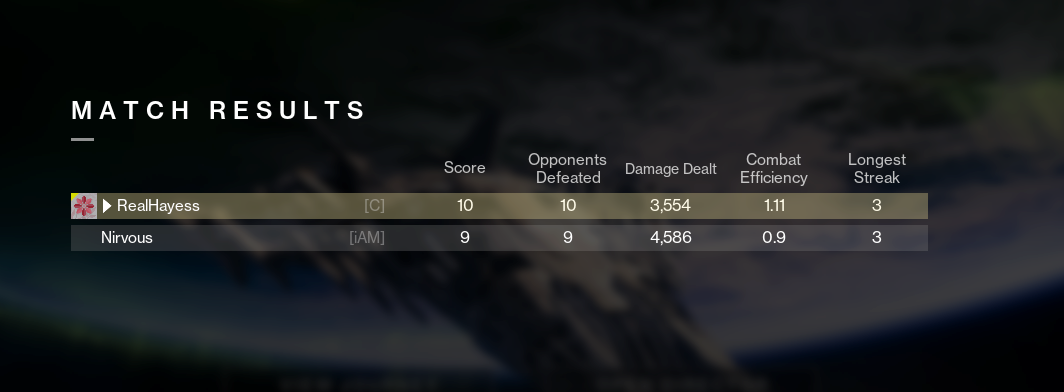 MATCH RESULTS
Score Opponents Defeated Damage Dealt Combat Efficiency Longest Streak
RealHayess [C] 10 10 3,554 1.11 3
Nirvous [iAM] 9 9 4,586 0.9 3